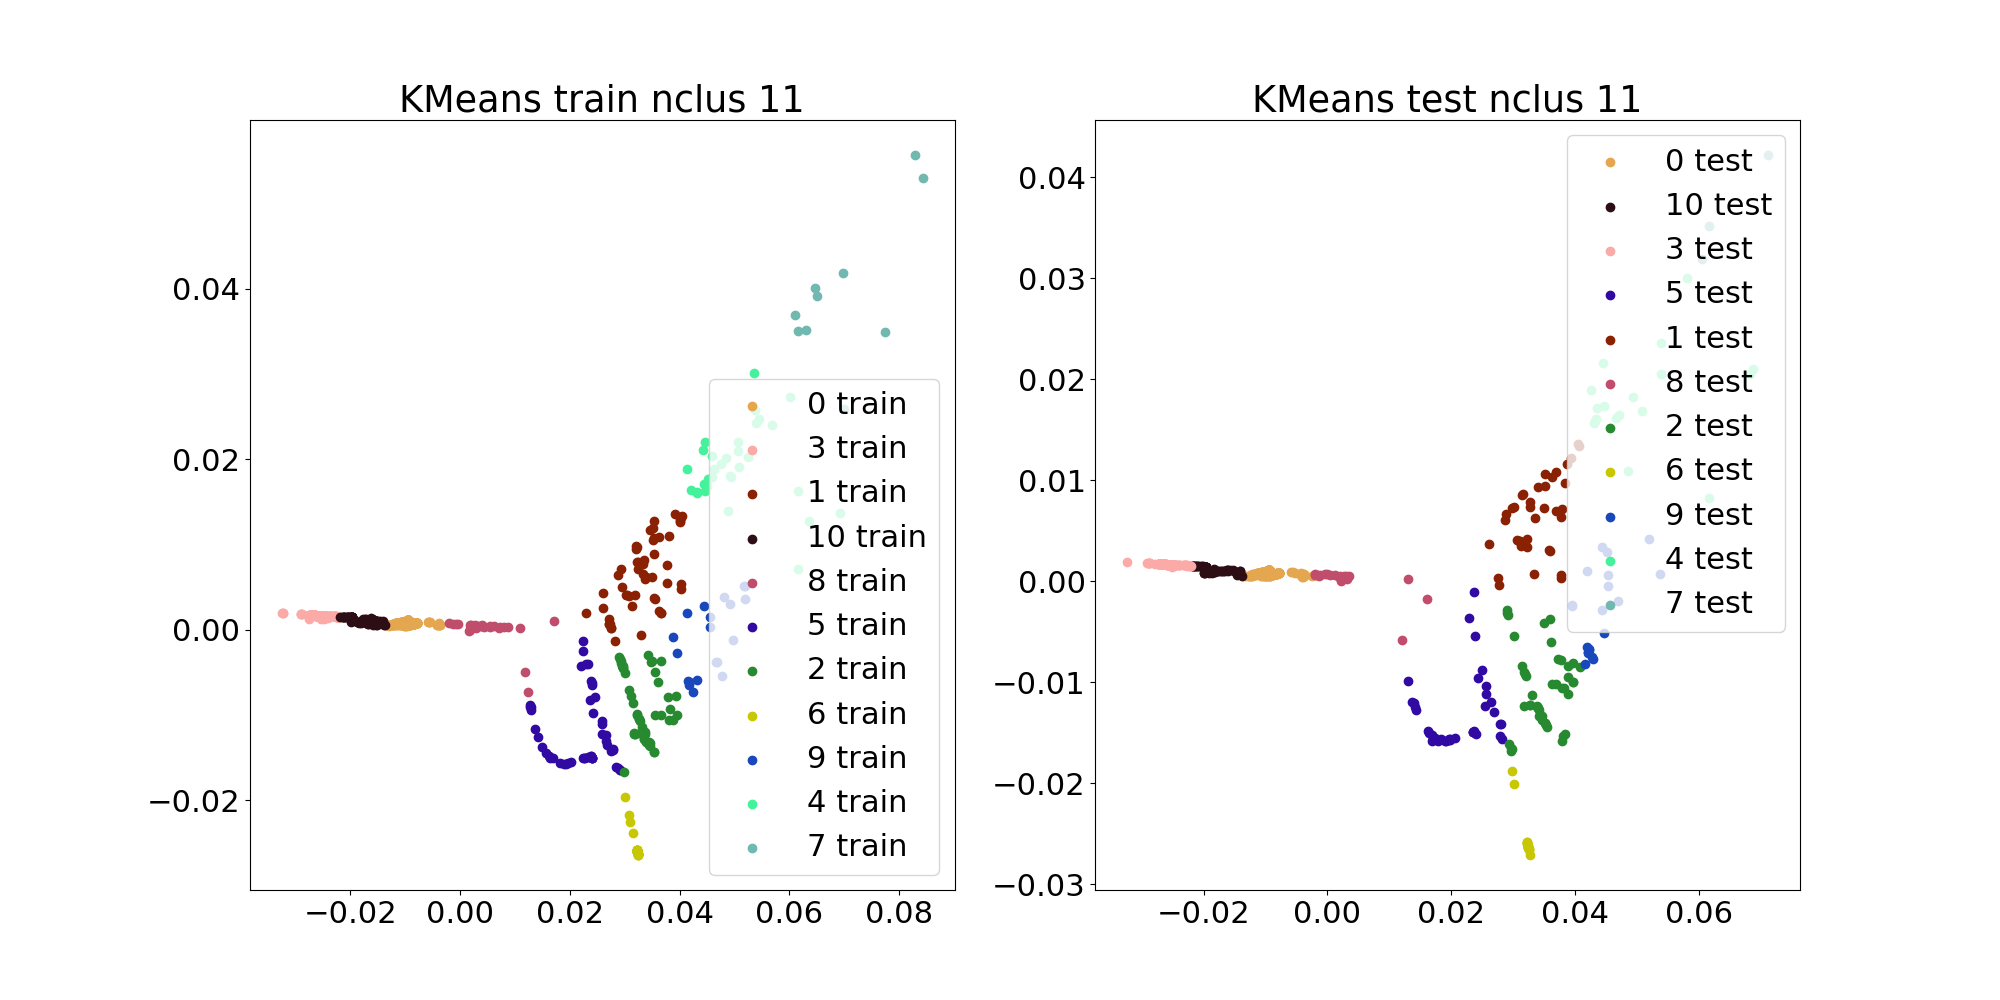 KMeans train nclus 11
0.04
0.02
0.00
−0.02
−0.02 0.00 0.02 0.04 0.06 0.08
0 train
3 train
1 train
10 train
8 train
5 train
2 train
6 train
9 train
4 train
7 train
KMeans test nclus 11
0.04
0.03
0.02
0.01
0.00
−0.01
−0.02
−0.03
−0.02 0.00 0.02 0.04 0.06
0 test
10 test
3 test
5 test
1 test
8 test
2 test
6 test
9 test
4 test
7 test